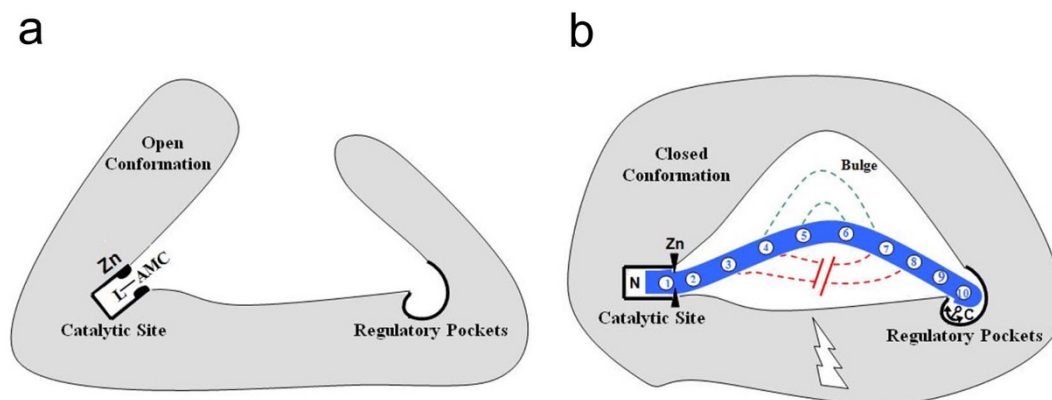 a
Open
Conformation
Zn
L—AMC
Catalytic Site
Regulatory Pockets
b
Closed
Conformation
Bulge
Zn
N
1
2
3
4
5
6
7
8
9
10
C
Catalytic Site
Regulatory Pockets